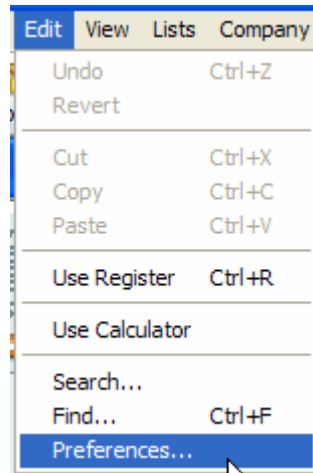 Edit View Lists Company
Undo Ctrl+Z
Revert
Cut Ctrl+X
Copy Ctrl+C
Paste Ctrl+V
Use Register Ctrl+R
Use Calculator
Search...
Find... Ctrl+F
Preferences...